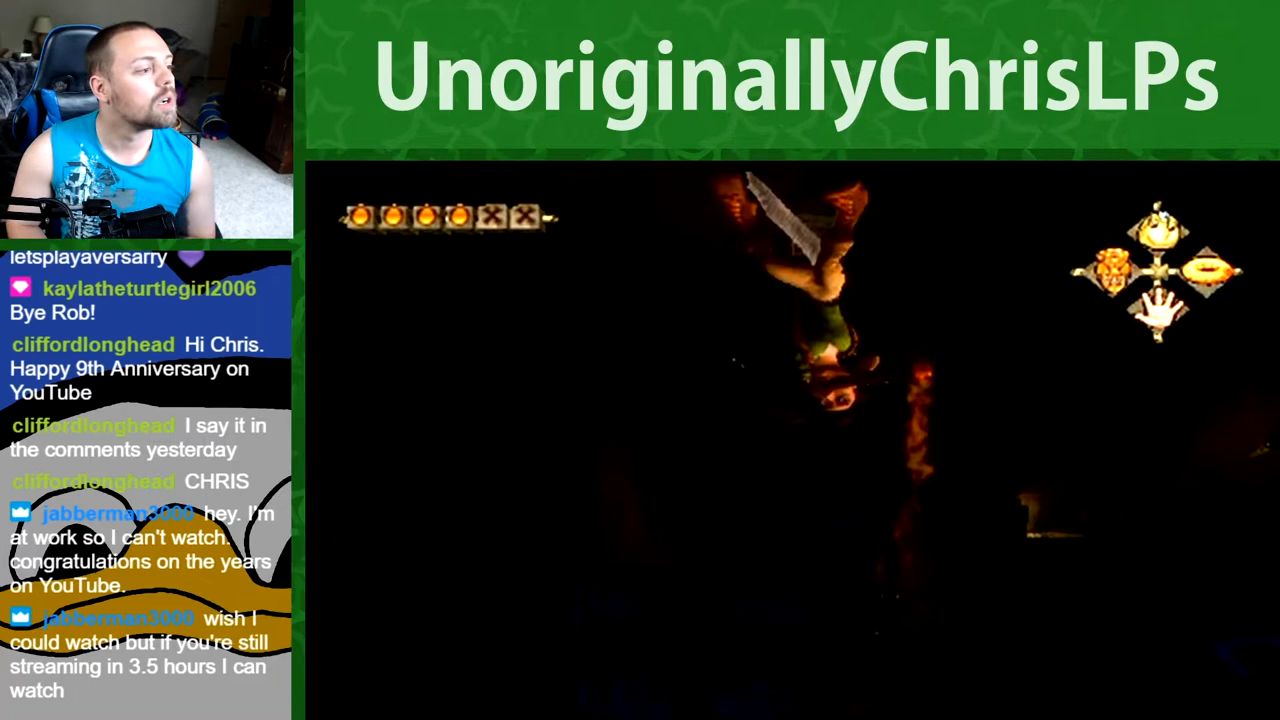 UnoriginallyChrisLPs
letsplayaversarry
kaylatheturtlegirl2006
Bye Rob!
cliffordlonghead Hi Chris.
Happy 9th Anniversary on
YouTube
cliffordlonghead I say it in
the comments yesterday
cliffordlonghead CHRIS
jabberman3000 hey. I'm
at work so I can't watch.
congratulations on the years
on YouTube.
jabberman3000 wish I
could watch but if you're still
streaming in 3.5 hours I can
watch